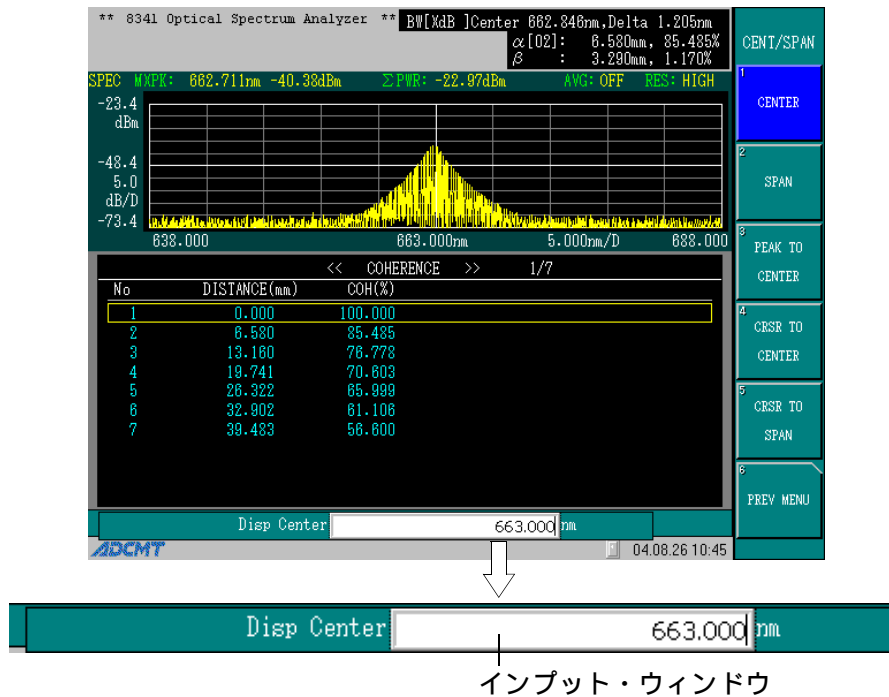 ** 8341 Optical Spectrum Analyzer **
BW[XdB ]Center 662.846nm,Delta 1.205nm
α[02]: 6.580mm, 85.485%
β : 3.290mm, 1.170%
SPEC MXPK: 662.711nm -40.38dBm ΣPWR: -22.97dBm AVG: OFF RES: HIGH
-23.4
dBm
-48.4
5.0
dB/D
-73.4
638.000 663.000nm 5.000nm/D 688.000
<< COHERENCE >> 1/7
No DISTANCE(mm) COH(%)
1 0.000 100.000
2 6.580 85.485
3 13.160 76.778
4 19.741 70.603
5 26.322 65.999
6 32.902 61.106
7 39.483 56.600
Disp Center 663.000 nm
ADCMT 04.08.26 10:45
CENT/SPAN
1
CENTER
2
SPAN
3
PEAK TO
CENTER
4
CRSR TO
CENTER
5
CRSR TO
SPAN
6
PREV MENU
Disp Center 663.000 nm
インプット・ウィンドウ